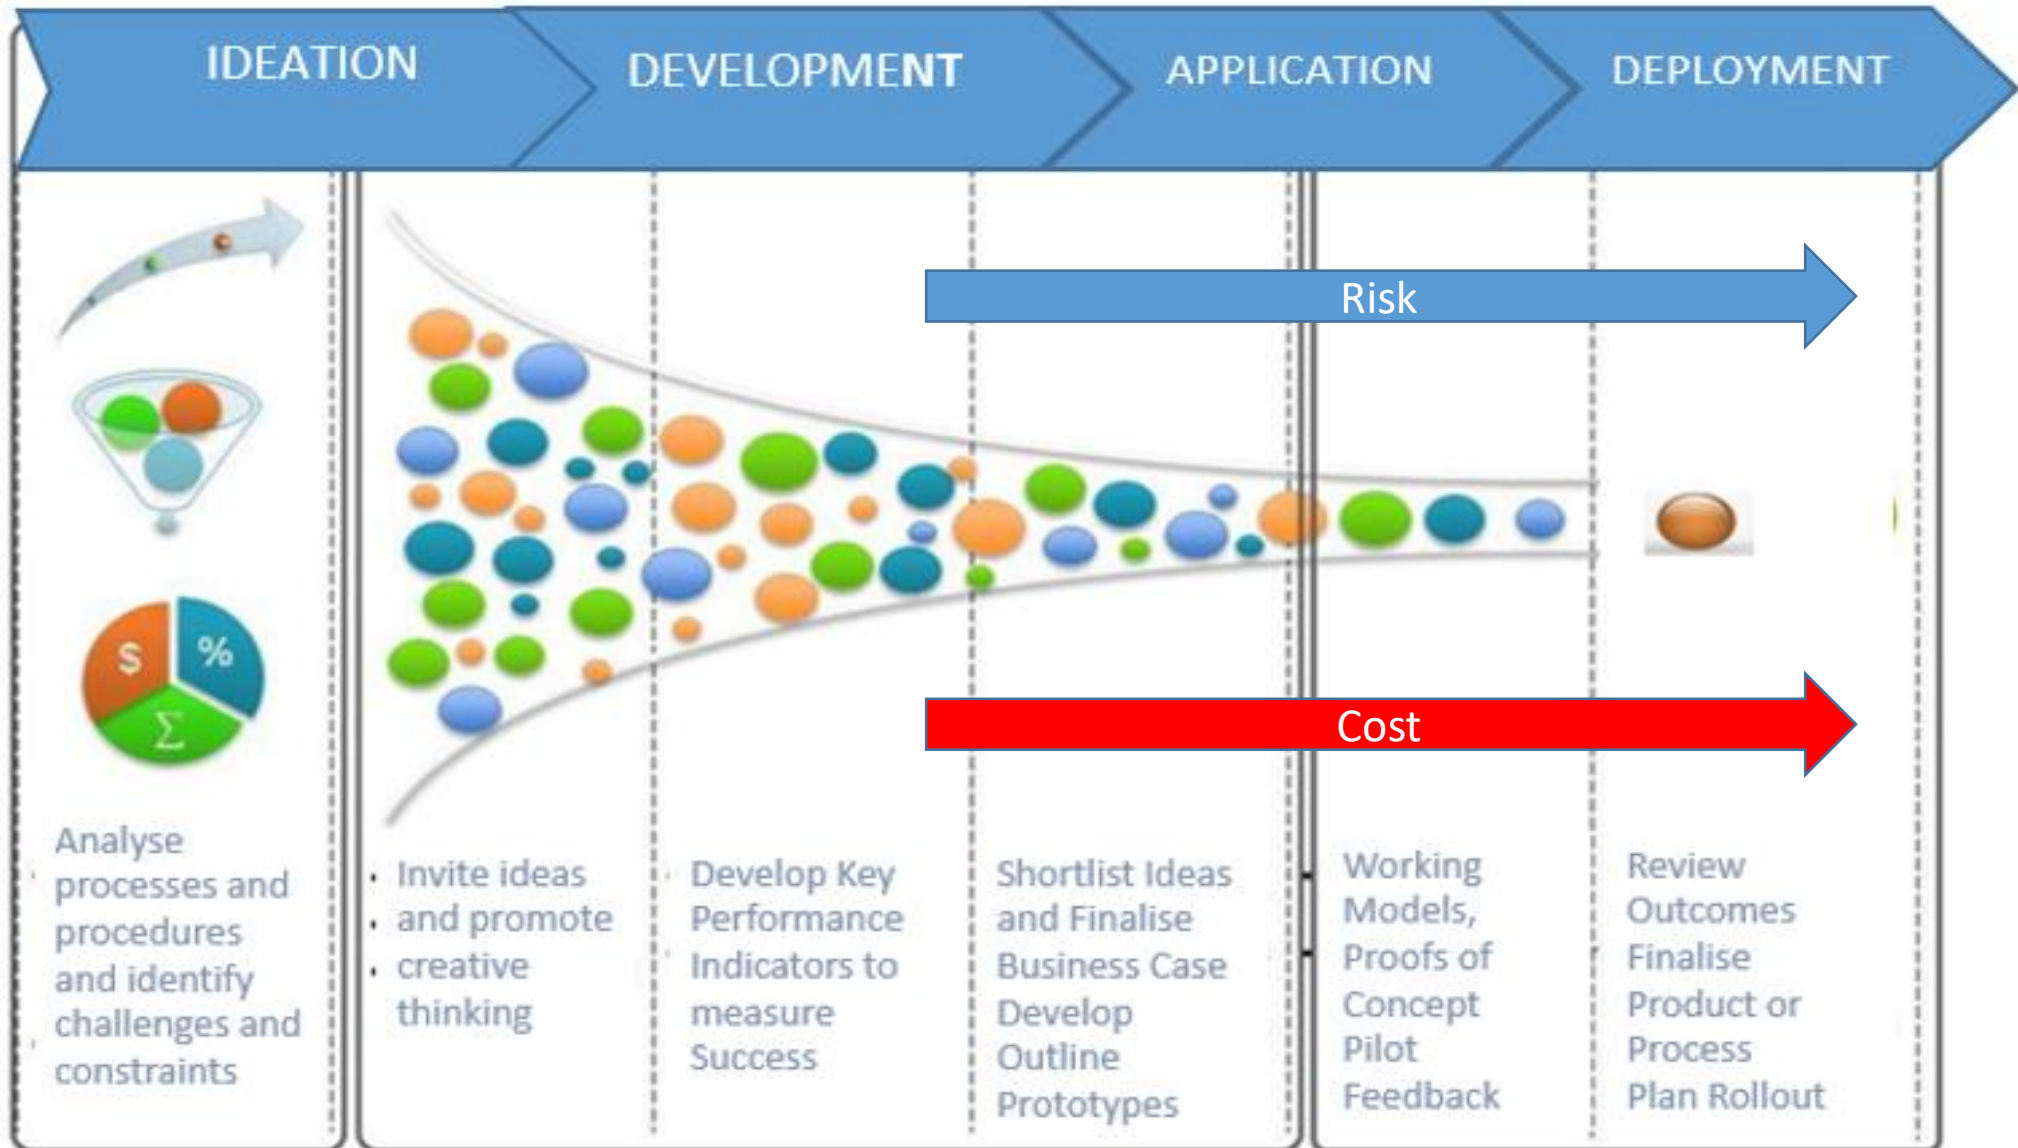 IDEATION
DEVELOPMENT
APPLICATION
DEPLOYMENT
Risk
$
%
Σ
Cost
Analyse
processes and
procedures
and identify
challenges and
constraints
Invite ideas
and promote
creative
thinking
Develop Key
Performance
Indicators to
measure
Success
Shortlist Ideas
and Finalise
Business Case
Develop
Outline
Prototypes
Working
Models,
Proofs of
Concept
Pilot
Feedback
Review
Outcomes
Finalise
Product or
Process
Plan Rollout